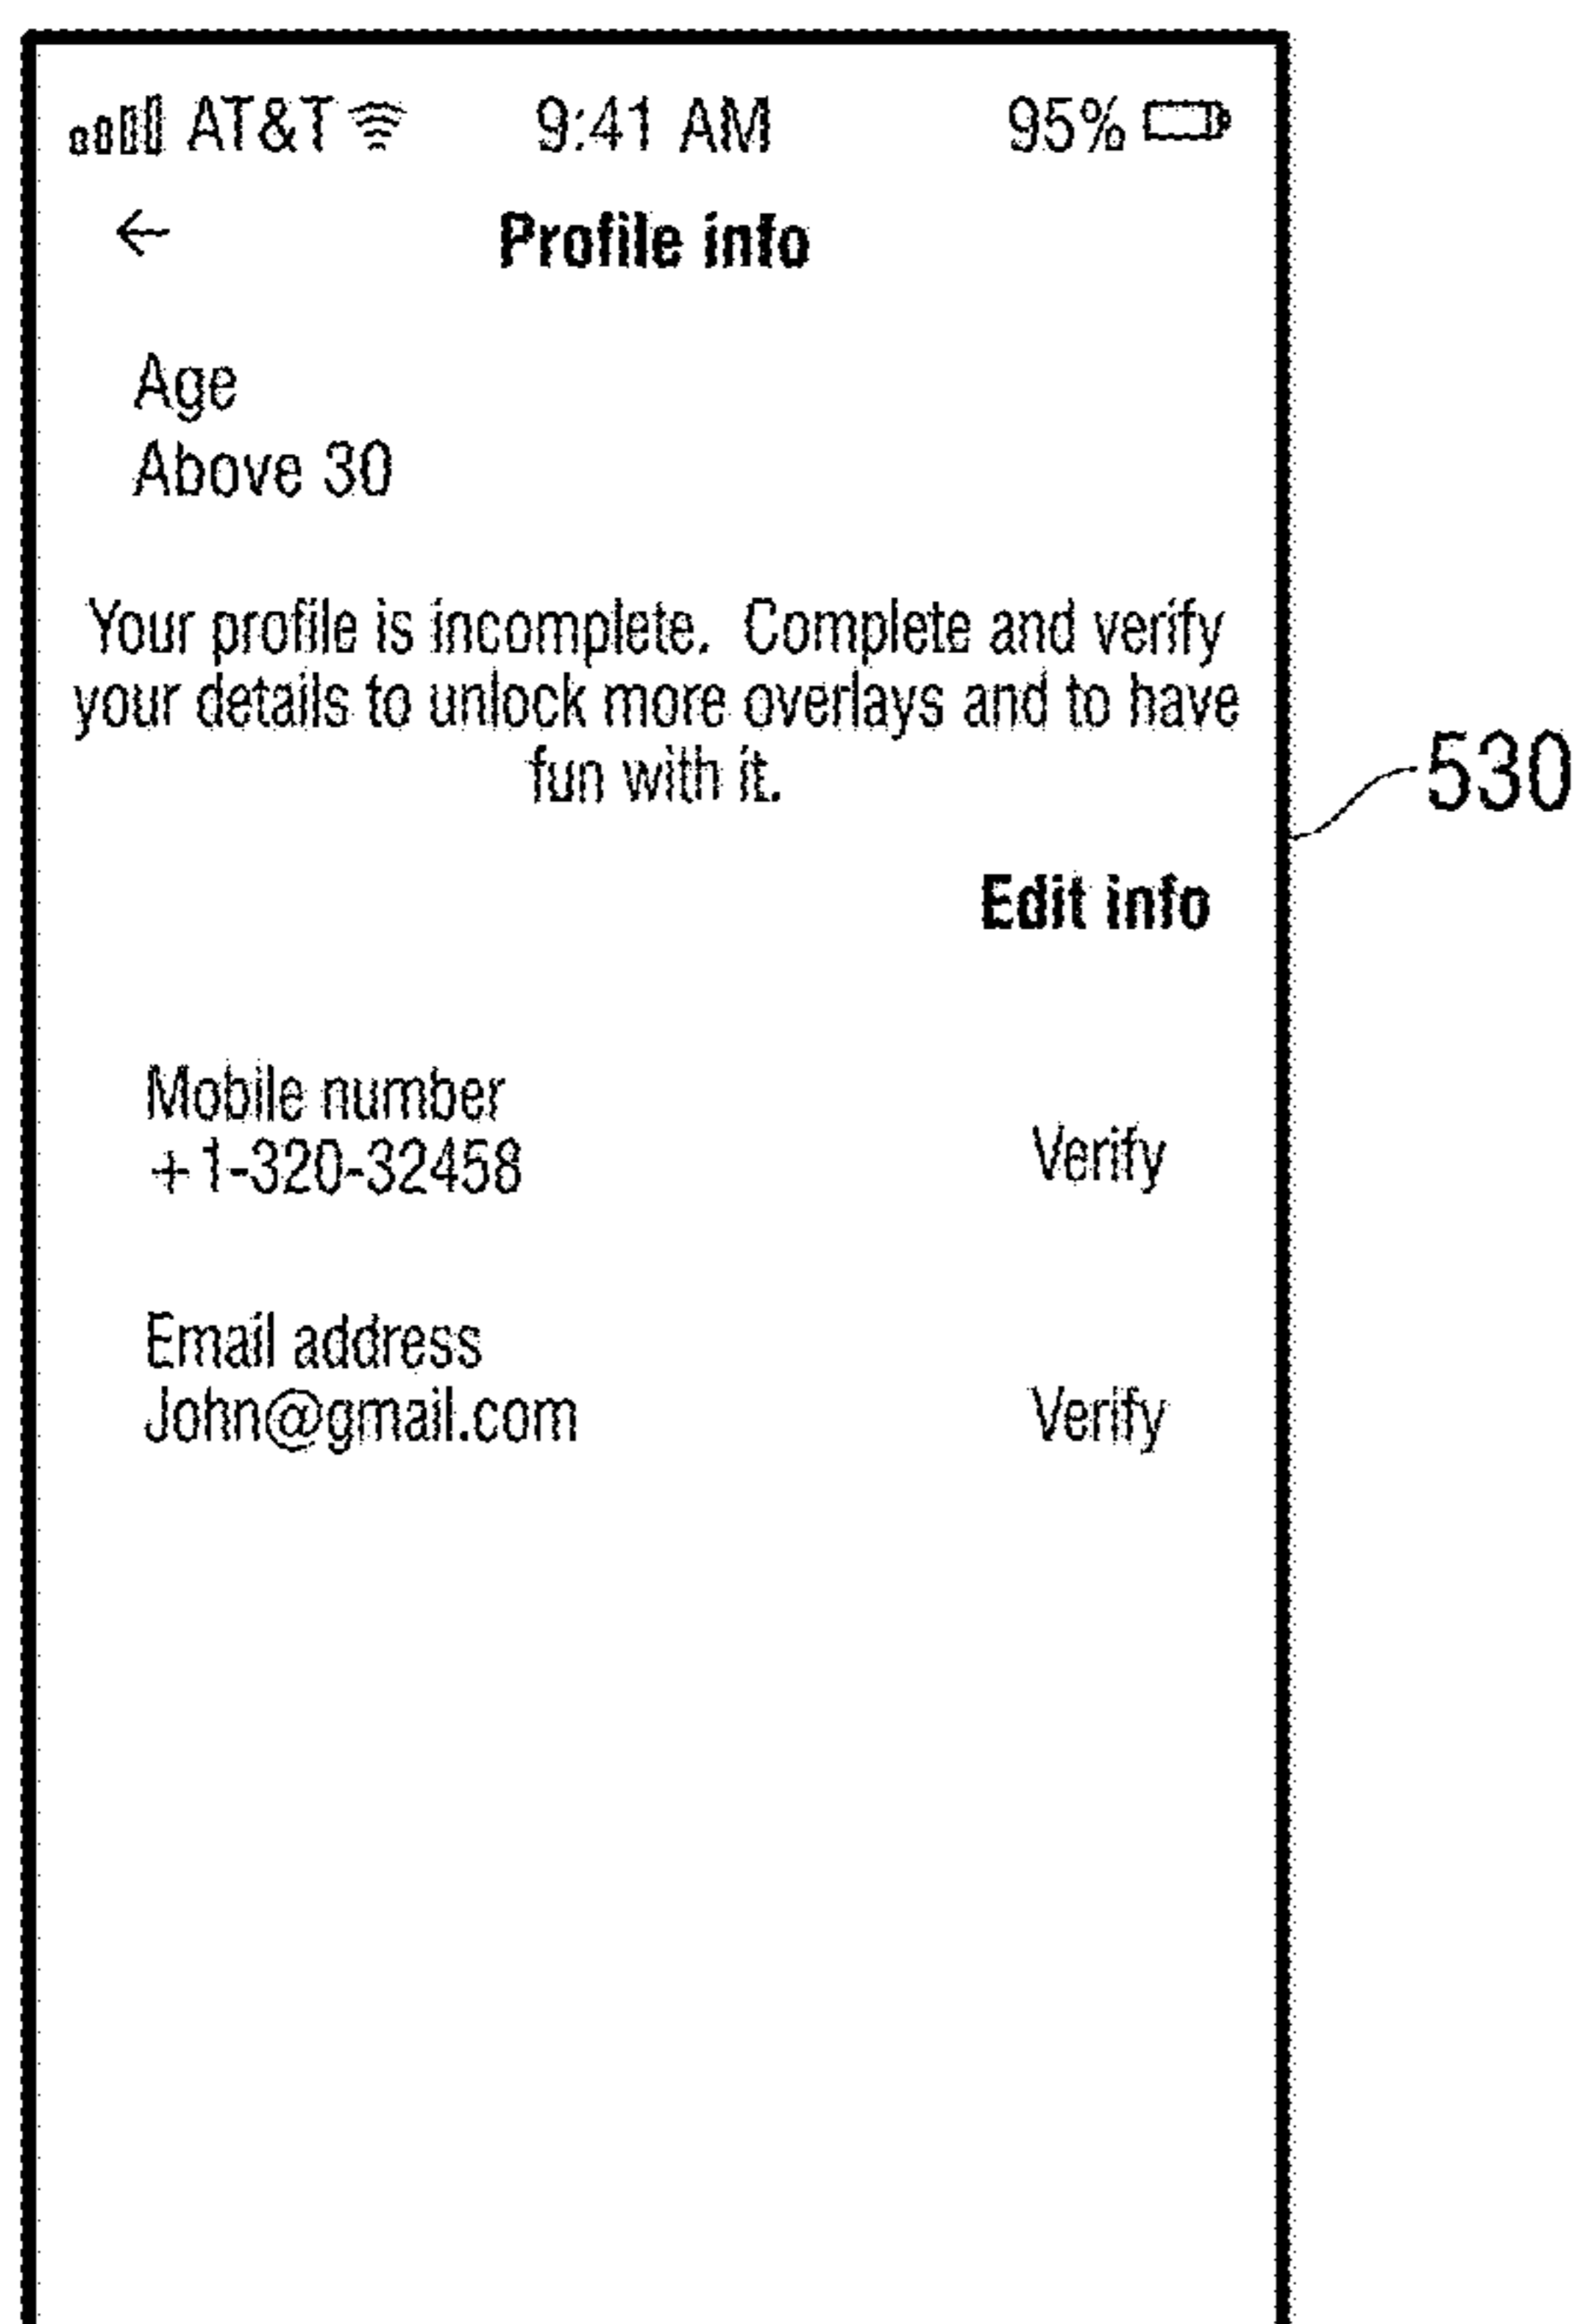 AT&T 9:41 AM 95%
Profile info
Age
Above 30
Your profile is incomplete. Complete and verify
your details to unlock more overlays and to have
fun with it.
530
Edit info
Mobile number
+1-320-32458 Verify
Email address
John@gmail.com Verify